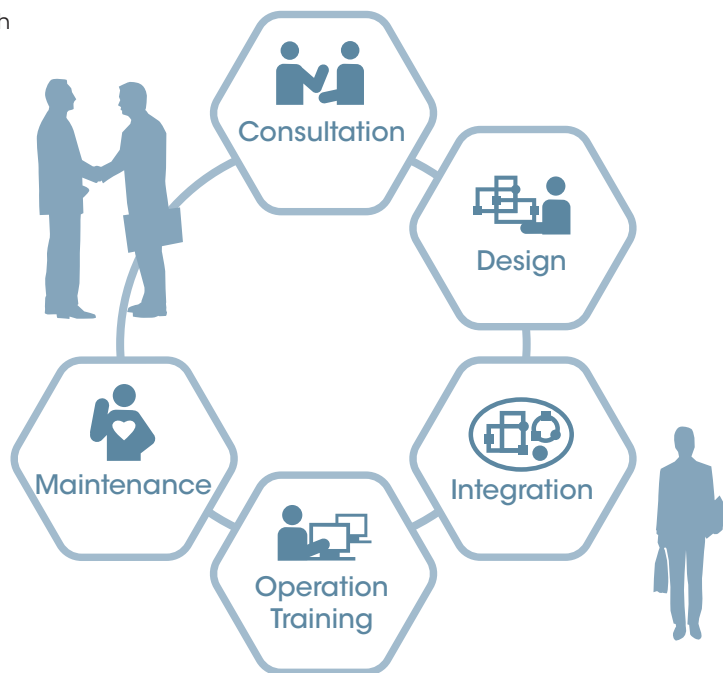 Consultation
Design
Integration
Operation
Training
Maintenance